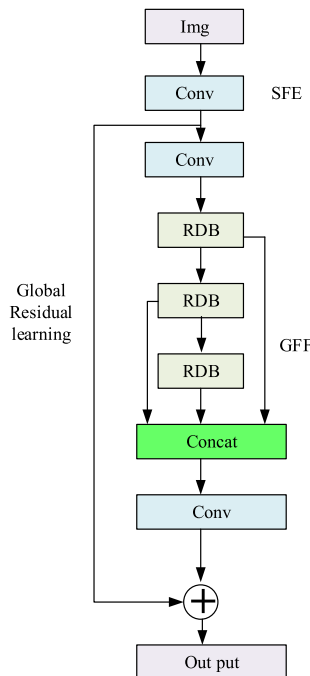 Img
Conv
SFE
Conv
RDB
RDB
Global
Residual
learning
GFF
RDB
Concat
Conv
Out put